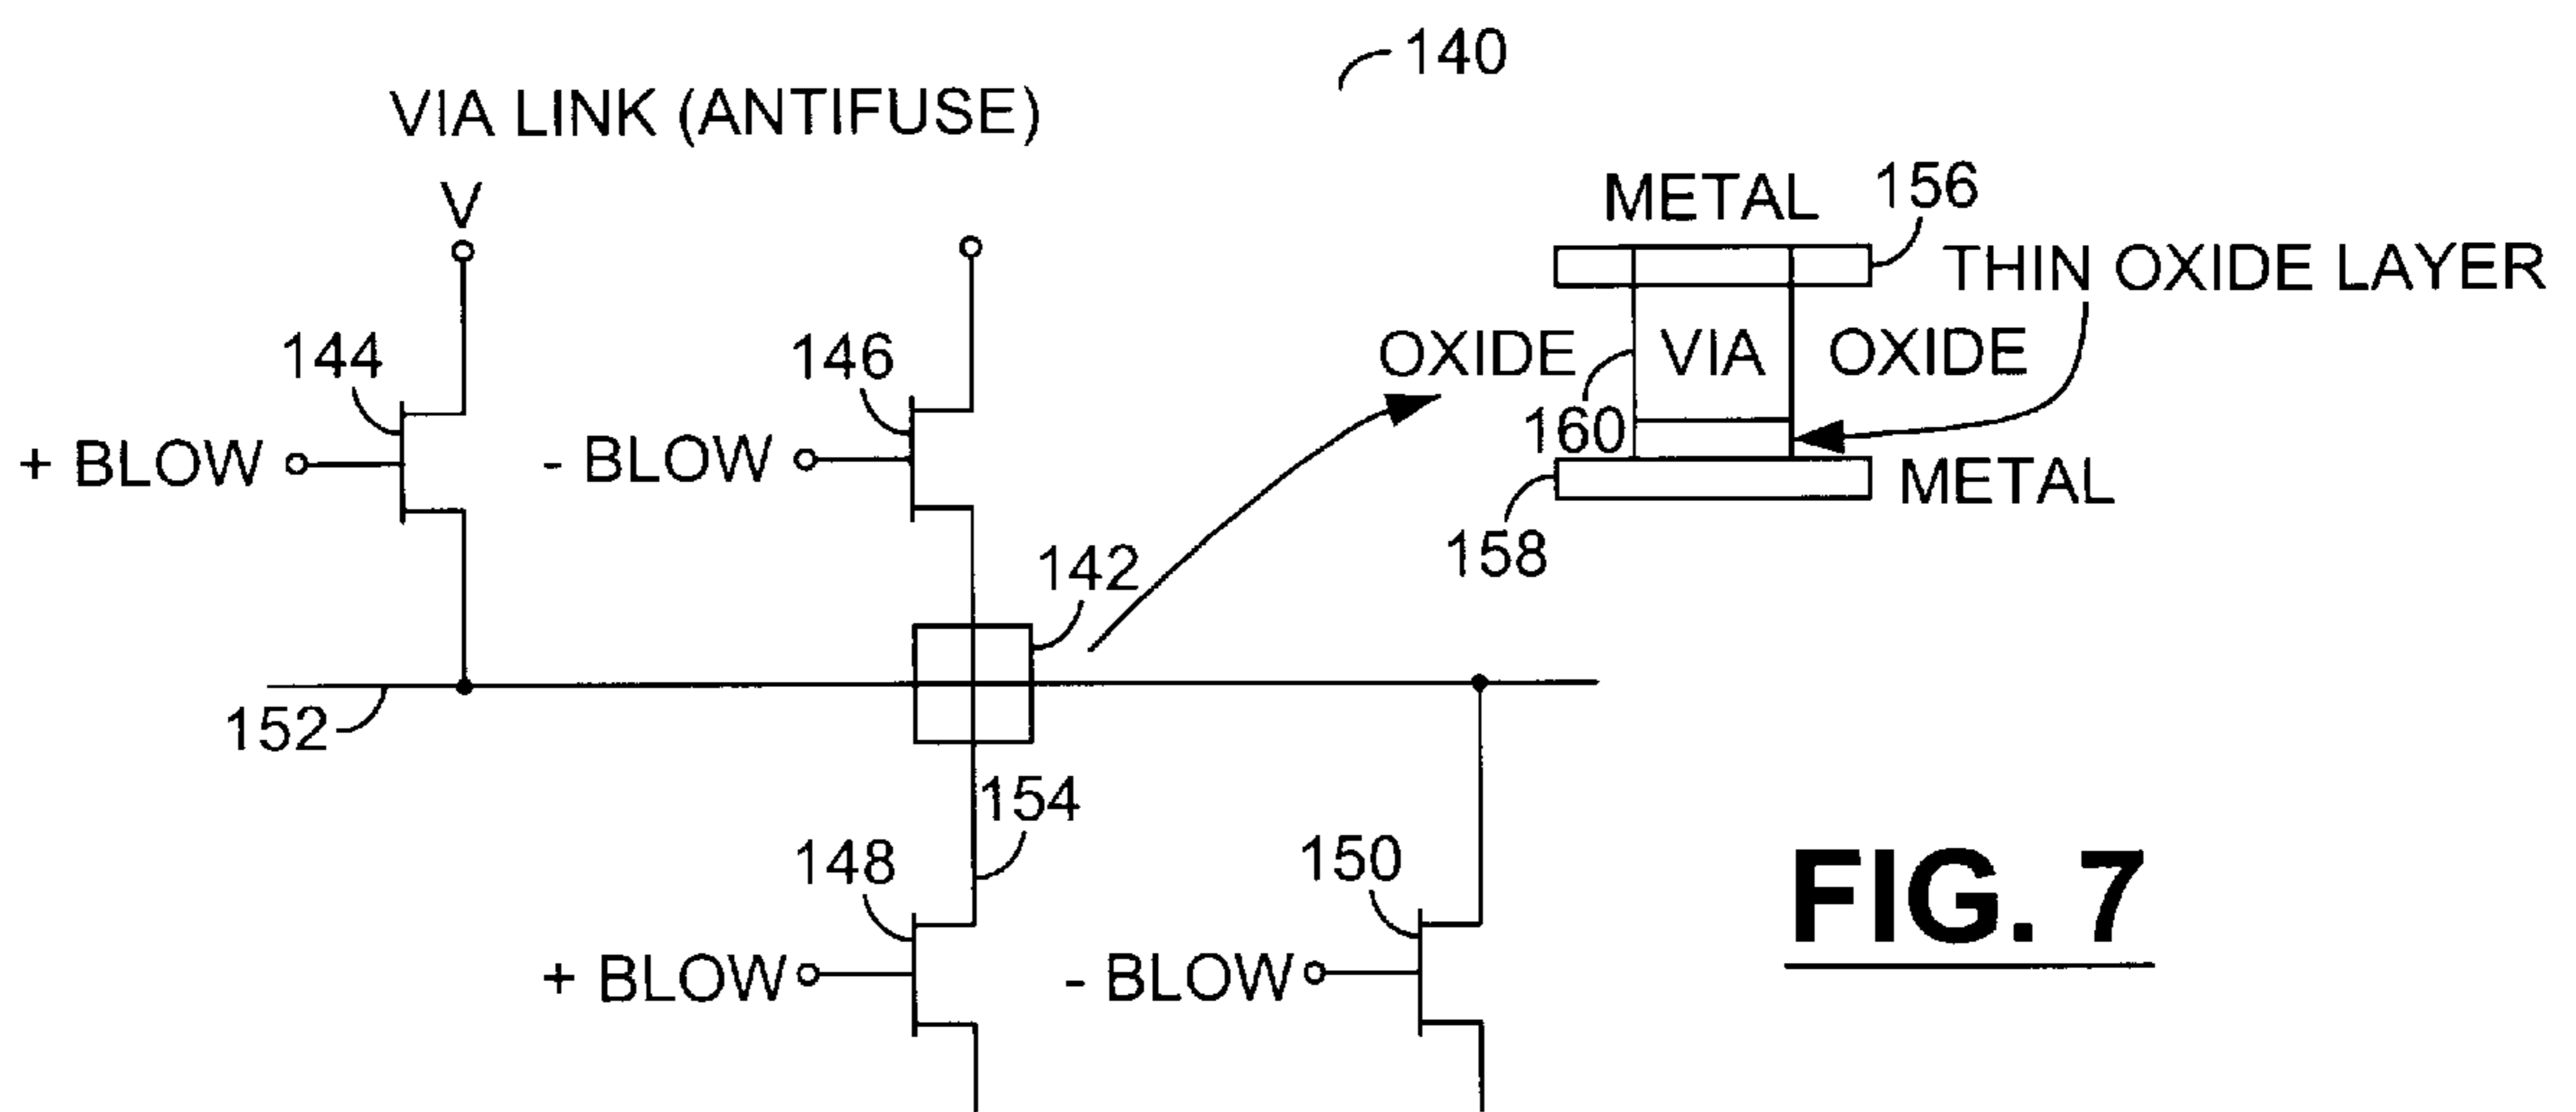 140
VIA LINK (ANTIFUSE)
V
METAL
156
THIN OXIDE LAYER
144
146
OXIDE
VIA
OXIDE
+ BLOW
- BLOW
160
METAL
158
142
152
154
148
150
+ BLOW
- BLOW
FIG. 7